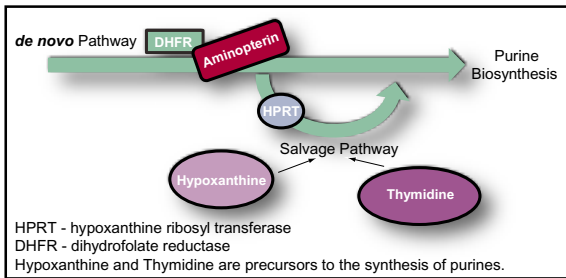 de novo Pathway
DHFR
Aminopterin
Purine
Biosynthesis
HPRT
Salvage Pathway
Hypoxanthine
Thymidine
HPRT - hypoxanthine ribosyl transferase
DHFR - dihydrofolate reductase
Hypoxanthine and Thymidine are precursors to the synthesis of purines.